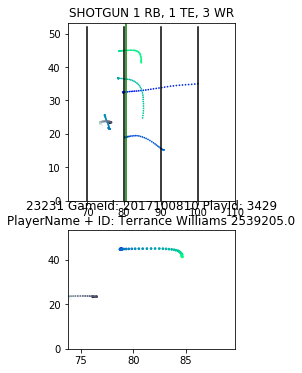 SHOTGUN 1 RB, 1 TE, 3 WR
50
40
30
20
10
0
70 80 90 100 110
23231 GameId: 2017100810 PlayId: 3429
PlayerName + ID: Terrance Williams 2539205.0
40
20
0
75 80 85